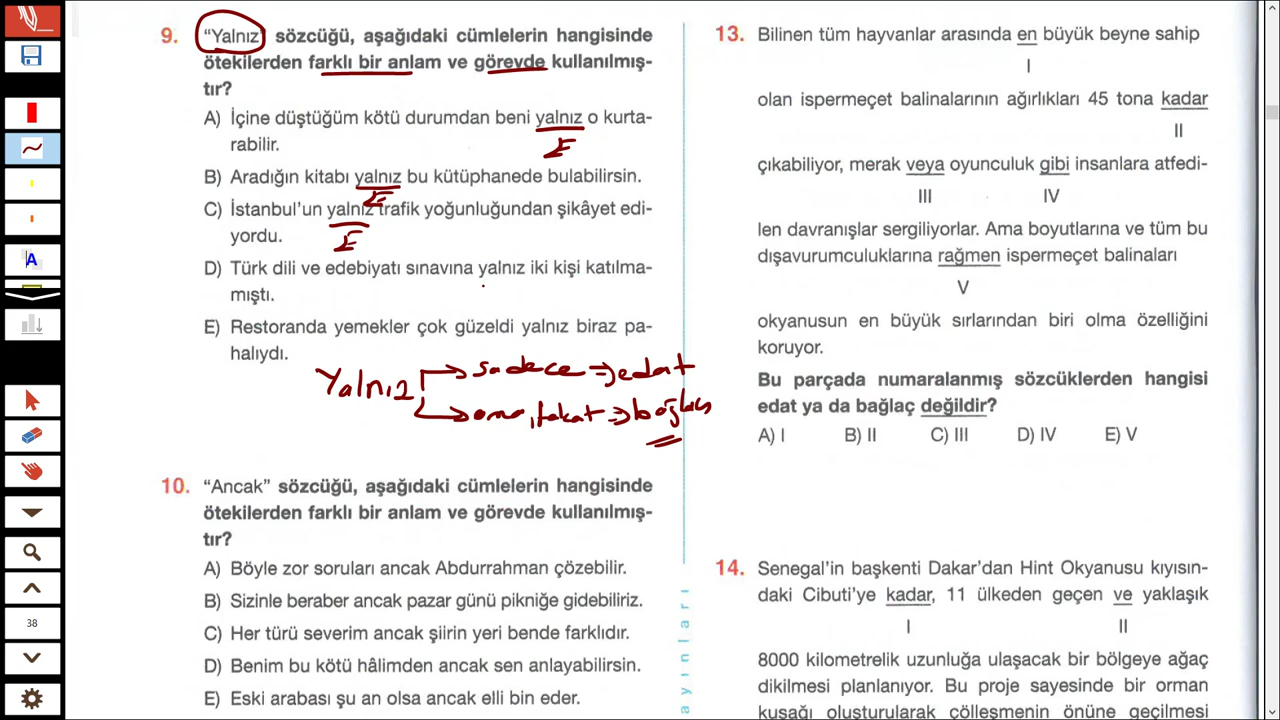 9. "Yalnız" sözcüğü, aşağıdaki cümlelerin hangisinde
ötekilerden farklı bir anlam ve görevde kullanılmış-
tır?
A) İçine düştüğüm kötü durumdan beni yalnız o kurta-
rabilir.
E
B) Aradığın kitabı yalnız bu kütüphanede bulabilirsin.
E
C) İstanbul'un yalnız trafik yoğunluğundan şikâyet edi-
yordu.
E
D) Türk dili ve edebiyatı sınavına yalnız iki kişi katılma-
mıştı.
E) Restoranda yemekler çok güzeldi yalnız biraz pa-
halıydı.
Yalnız
sadece ⇒ edat
ama, fakat ⇒ bağlaç
10. "Ancak" sözcüğü, aşağıdaki cümlelerin hangisinde
ötekilerden farklı bir anlam ve görevde kullanılmış-
tır?
A) Böyle zor soruları ancak Abdurrahman çözebilir.
B) Sizinle beraber ancak pazar günü pikniğe gidebiliriz.
C) Her türü severim ancak şiirin yeri bende farklıdır.
D) Benim bu kötü hâlimden ancak sen anlayabilirsin.
E) Eski arabası şu an olsa ancak elli bin eder.
ayınları
13. Bilinen tüm hayvanlar arasında en büyük beyne sahip
I
olan ispermeçet balinalarının ağırlıkları 45 tona kadar
II
çıkabiliyor, merak veya oyunculuk gibi insanlara atfedi-
III IV
len davranışlar sergiliyorlar. Ama boyutlarına ve tüm bu
dışavurumculuklarına rağmen ispermeçet balinaları
V
okyanusun en büyük sırlarından biri olma özelliğini
koruyor.
Bu parçada numaralanmış sözcüklerden hangisi
edat ya da bağlaç değildir?
A) I B) II C) III D) IV E) V
14. Senegal'in başkenti Dakar'dan Hint Okyanusu kıyısın-
daki Cibuti'ye kadar, 11 ülkeden geçen ve yaklaşık
I II
8000 kilometrelik uzunluğa ulaşacak bir bölgeye ağaç
dikilmesi planlanıyor. Bu proje sayesinde bir orman
kuşağı oluşturularak çölleşmenin önüne geçilmesi
A
38